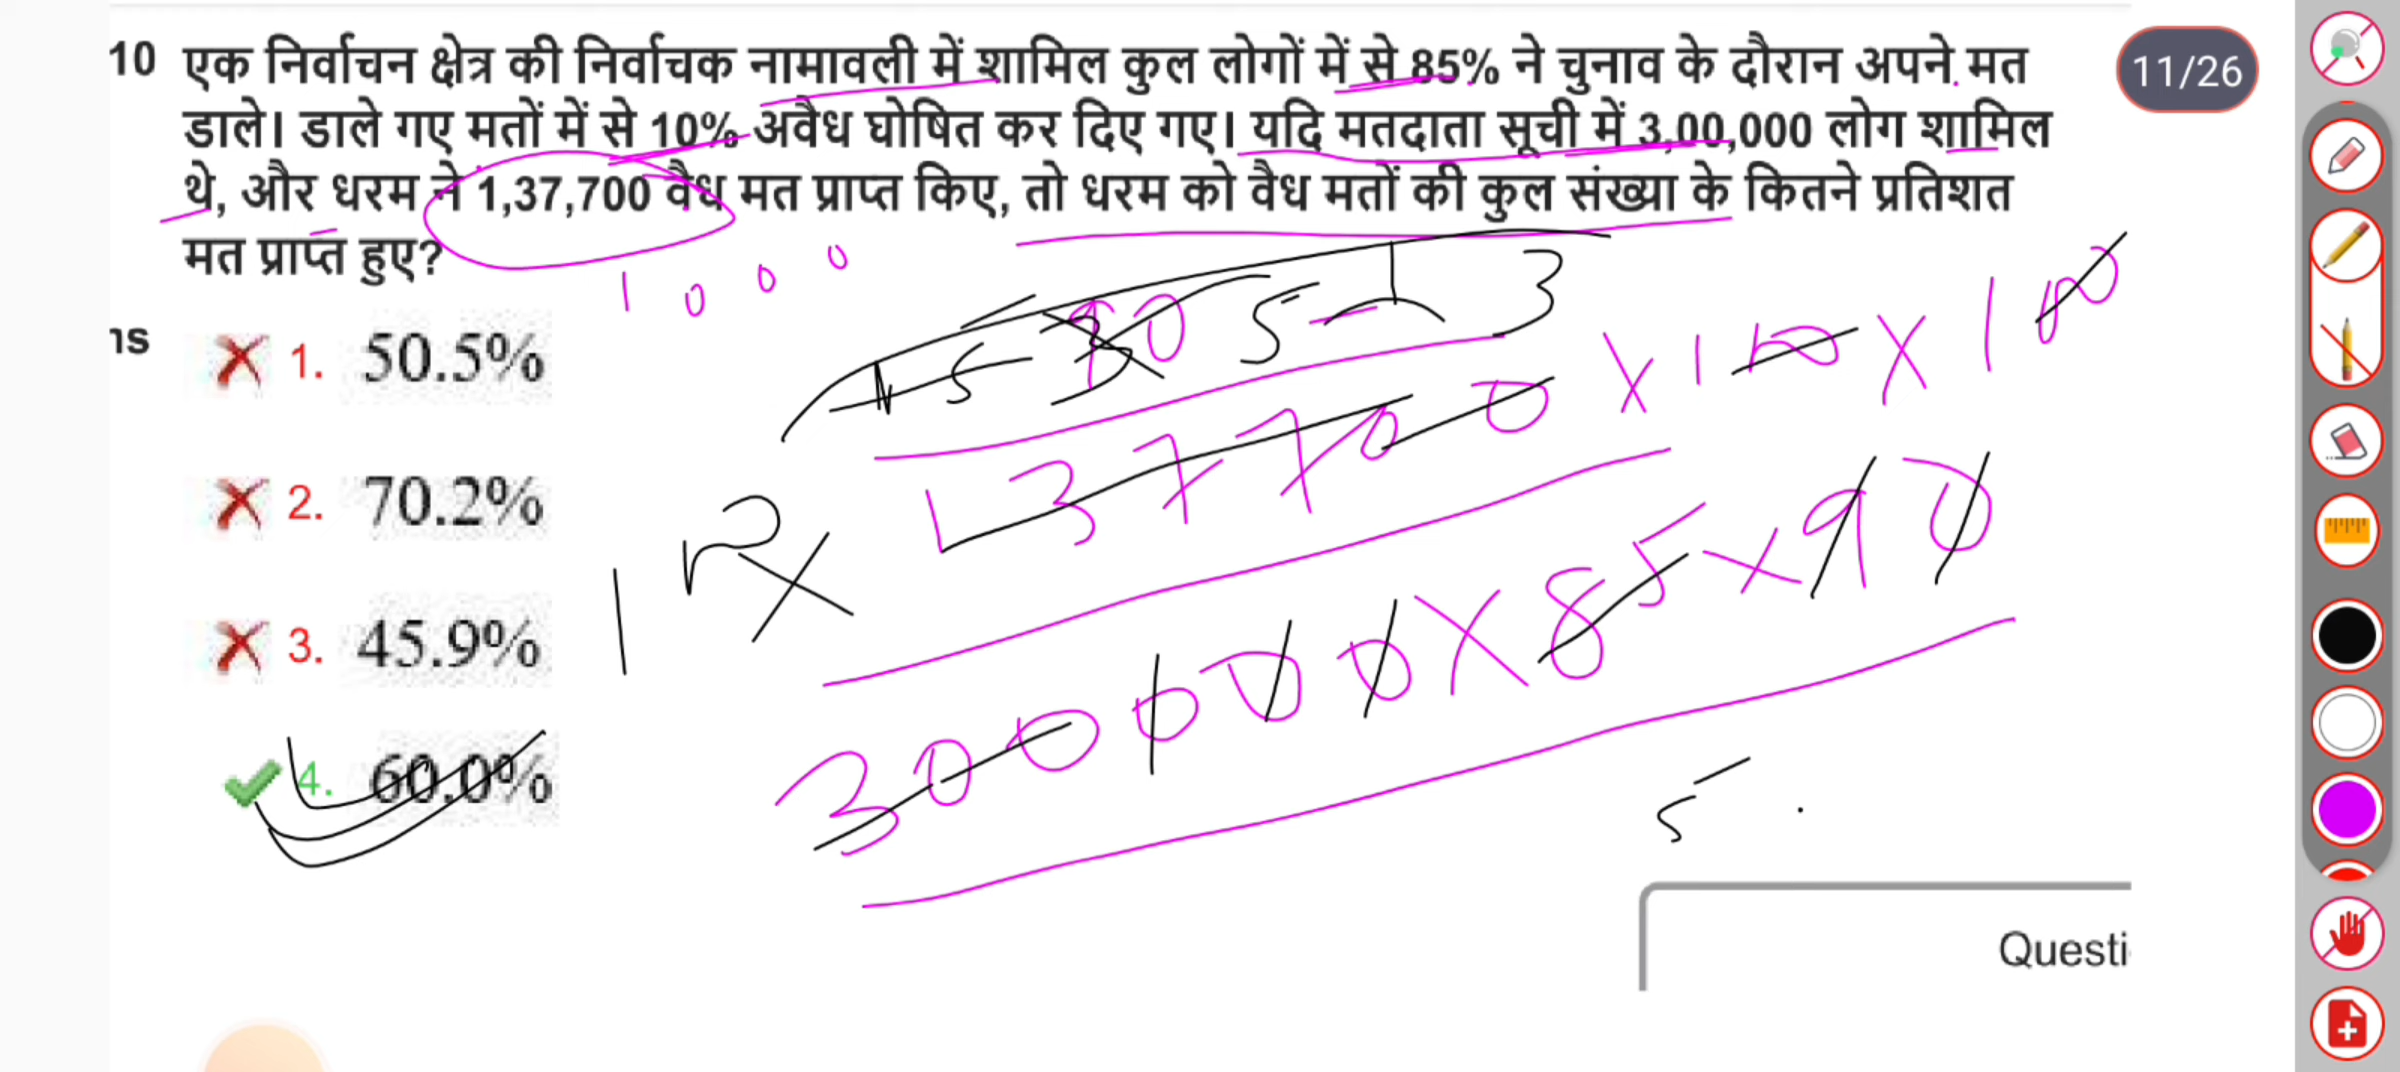 10 एक निर्वाचन क्षेत्र की निर्वाचक नामावली में शामिल कुल लोगों में से 85% ने चुनाव के दौरान अपने मत
डाले। डाले गए मतों में से 10% अवैध घोषित कर दिए गए। यदि मतदाता सूची में 3,00,000 लोग शामिल
थे, और धरम ने 1,37,700 वैध मत प्राप्त किए, तो धरम को वैध मतों की कुल संख्या के कितने प्रतिशत
मत प्राप्त हुए?
11/26
ns
1. 50.5%
2. 70.2%
3. 45.9%
4. 60.0%
1000
137700 X 100 X 100
300000 X 85 X 90
Questi